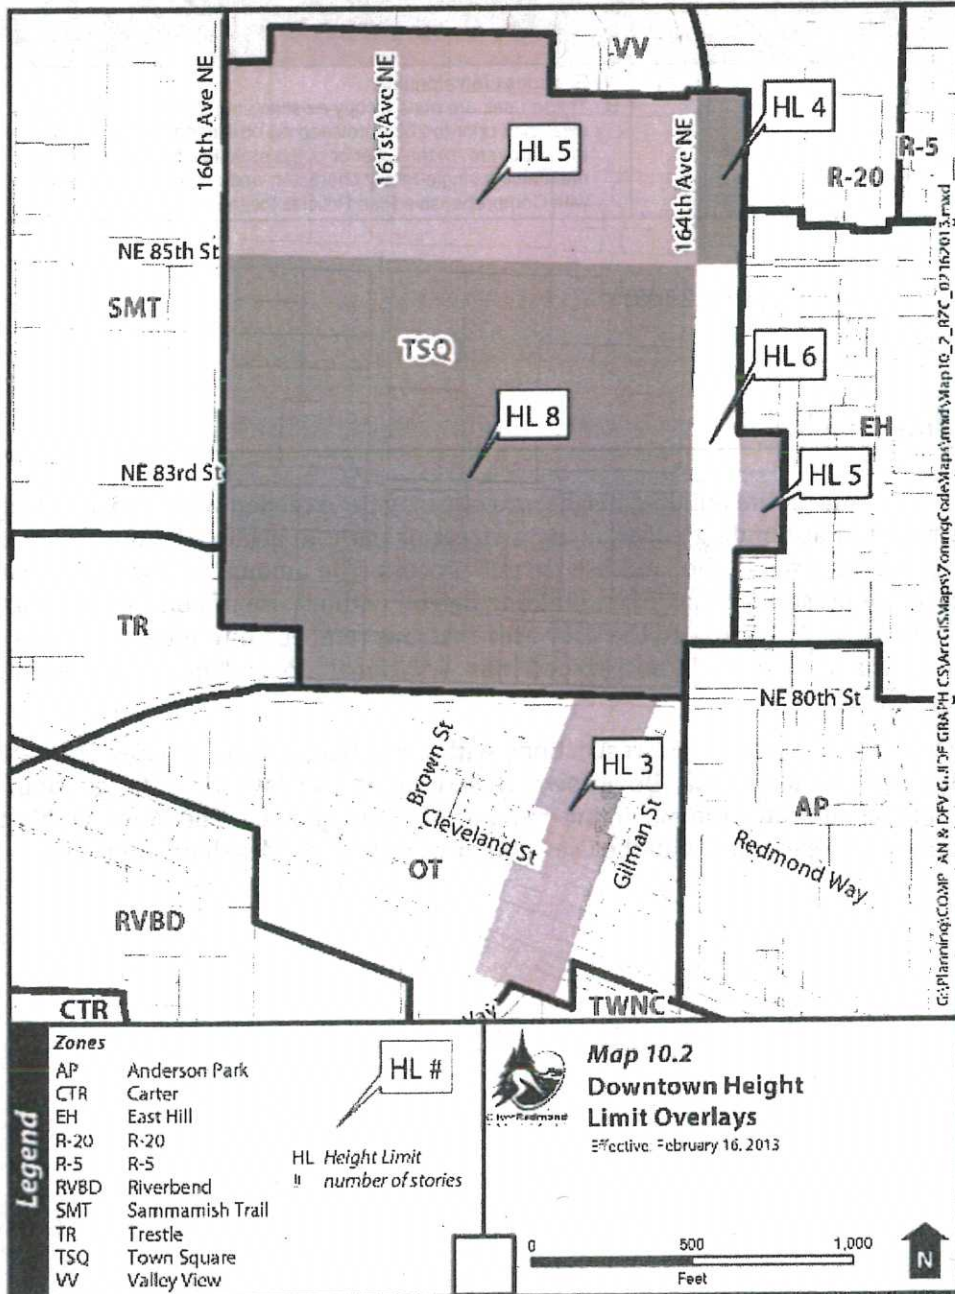 VV
160th Ave NE
161st Ave NE
164th Ave NE
HL 4
HL 5
R-5
R-20
NE 85th St
SMT
TSQ
HL 6
HL 8
EH
NE 83rd St
HL 5
TR
NE 80th St
Brown St
HL 3
Cleveland St
Gilman St
AP
Redmond Way
OT
RVBD
CTR
TWNC
Legend
Zones
AP Anderson Park
CTR Carter
EH East Hill
R-20 R-20
R-5 R-5
RVBD Riverbend
SMT Sammamish Trail
TR Trestle
TSQ Town Square
VV Valley View
HL #
HL Height Limit
# number of stories
Map 10.2
Downtown Height
Limit Overlays
Effective: February 16, 2013
0 500 1,000
Feet
N